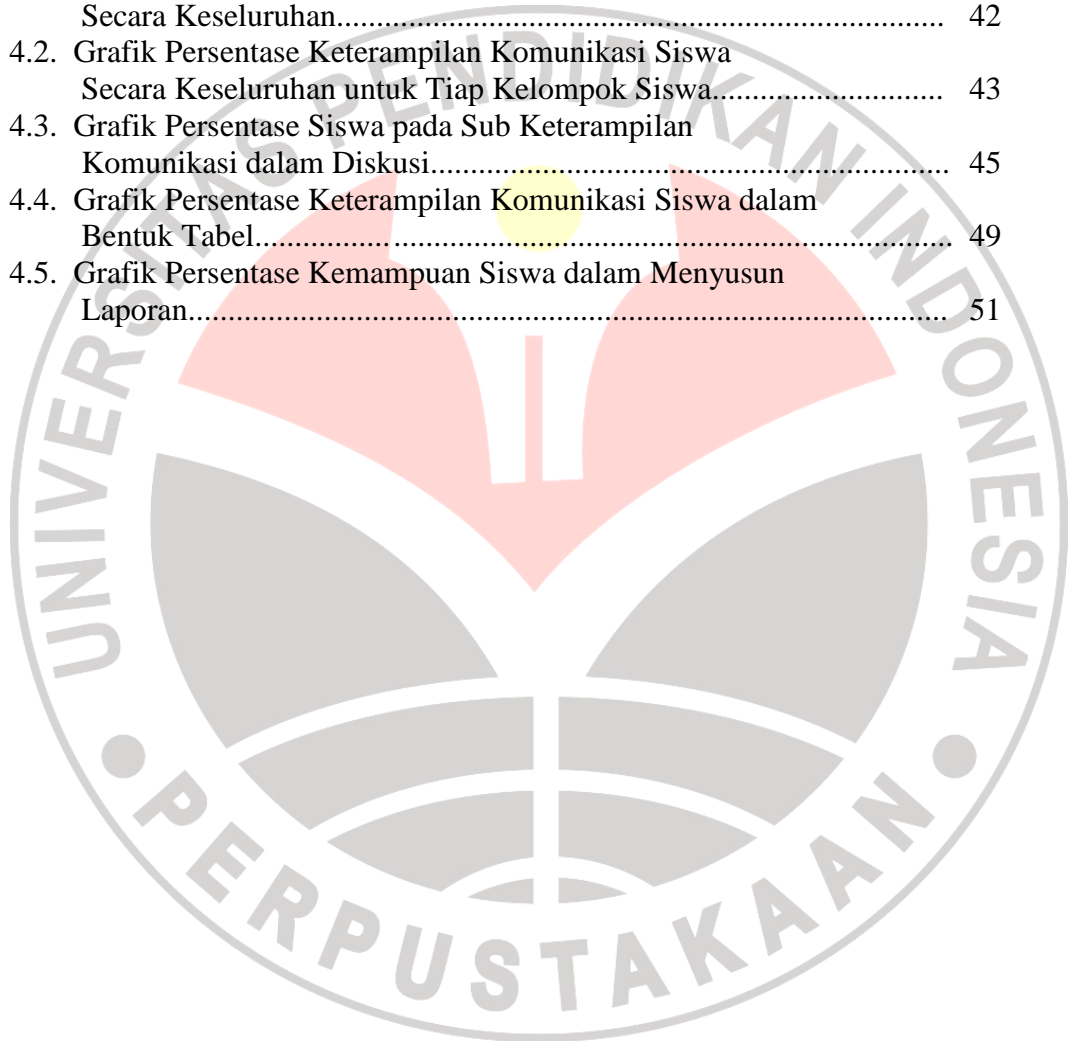 Secara Keseluruhan........................................................................ 42
4.2. Grafik Persentase Keterampilan Komunikasi Siswa
Secara Keseluruhan untuk Tiap Kelompok Siswa............................ 43
4.3. Grafik Persentase Siswa pada Sub Keterampilan
Komunikasi dalam Diskusi................................................................ 45
4.4. Grafik Persentase Keterampilan Komunikasi Siswa dalam
Bentuk Tabel...................................................................................... 49
4.5. Grafik Persentase Kemampuan Siswa dalam Menyusun
Laporan.............................................................................................. 51
UNIVERSITAS PENDIDIKAN INDONESIA
PERPUSTAKAAN